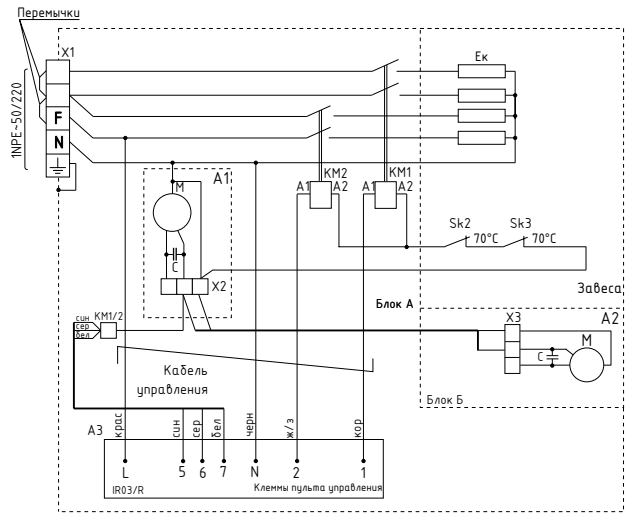 Перемычки
X1
Ек
1NPE~50/220
F
N
A1
M
C
X2
KM2
KM1
A1 A2 A1 A2
Sk2 Sk3
70°C 70°C
Завеса
Блок А
X3
A2
M
C
Блок Б
син
сер
бел
KM1/2
Кабель
управления
A3
крас
син
сер
бел
черн
ж/з
кор
L 5 6 7 N 2 1
IR03/R
Клеммы пульта управления